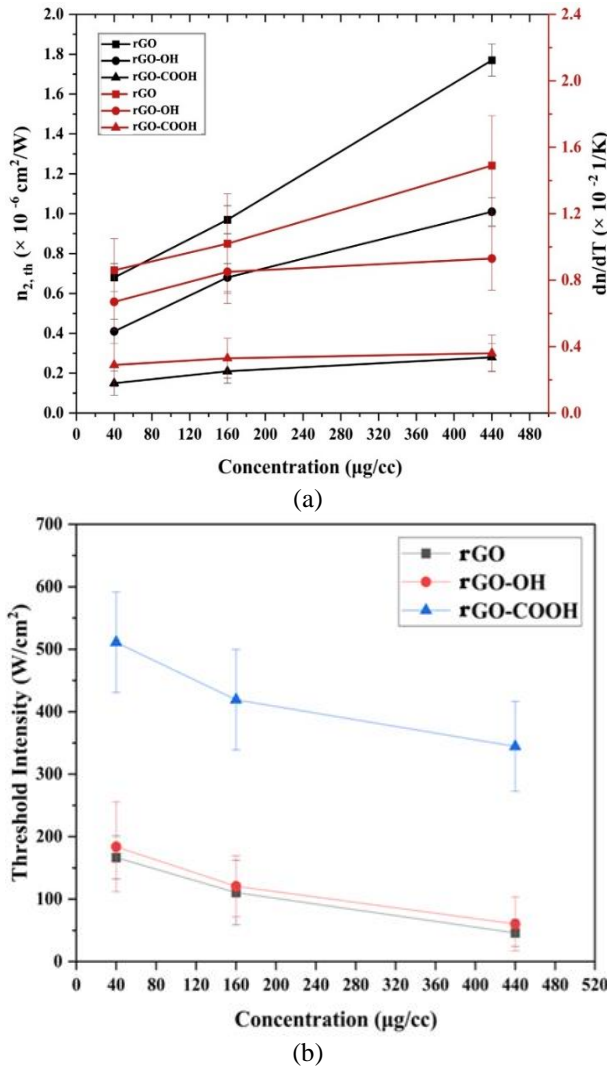 rGO
rGO-OH
rGO-COOH
rGO
rGO-OH
rGO-COOH
2.0
1.8
1.6
1.4
1.2
1.0
0.8
0.6
0.4
0.2
0.0
n2, th (× 10 -6 cm2/W)
2.4
2.0
1.6
1.2
0.8
0.4
0.0
dn/dT (× 10 -2 1/K)
0 40 80 120 160 200 240 280 320 360 400 440 480
Concentration (µg/cc)
(a)
rGO
rGO-OH
rGO-COOH
700
600
500
400
300
200
100
0
Threshold Intensity (W/cm2)
0 40 80 120 160 200 240 280 320 360 400 440 480 520
Concentration (µg/cc)
(b)